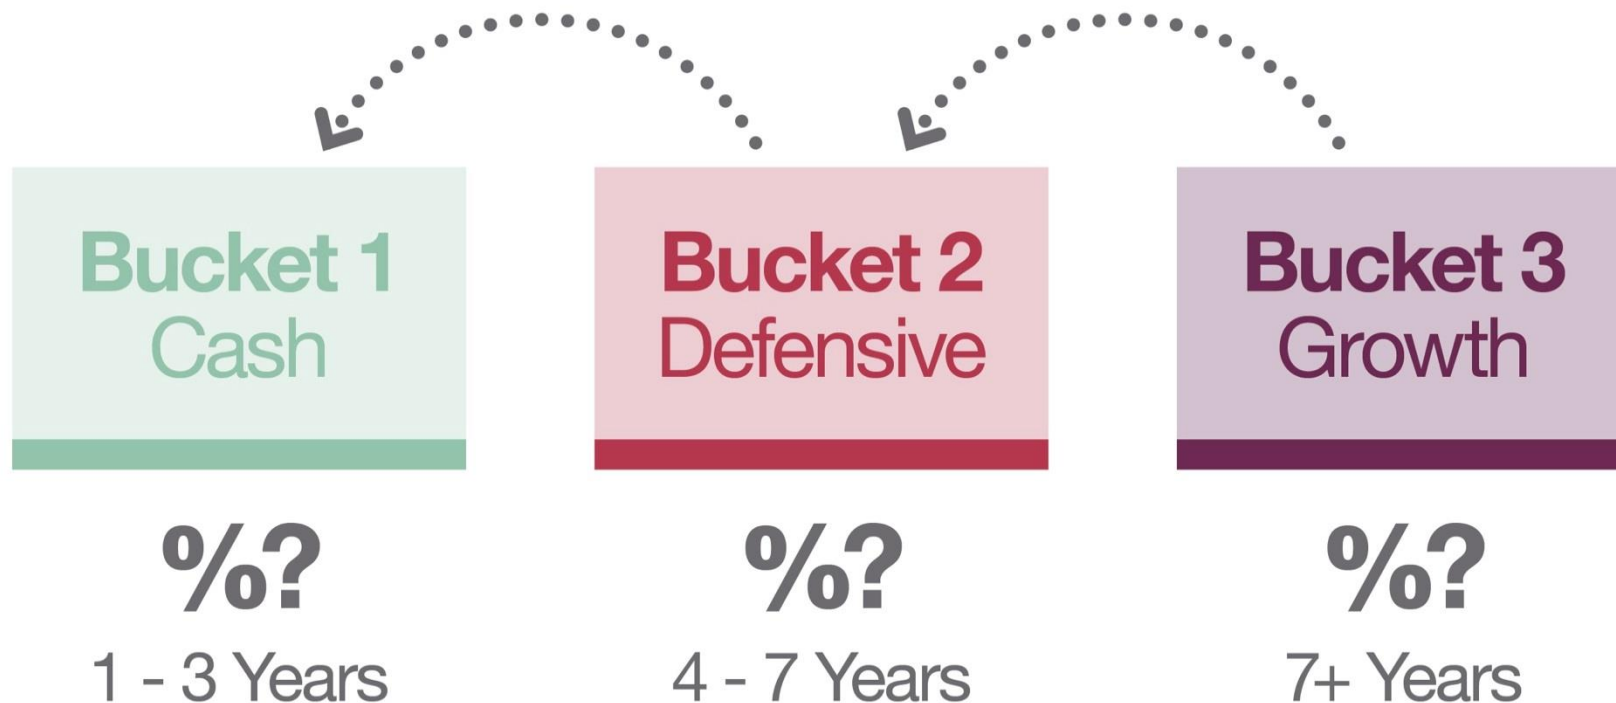 Bucket 1
Cash
%?
1 - 3 Years
Bucket 2
Defensive
%?
4 - 7 Years
Bucket 3
Growth
%?
7+ Years